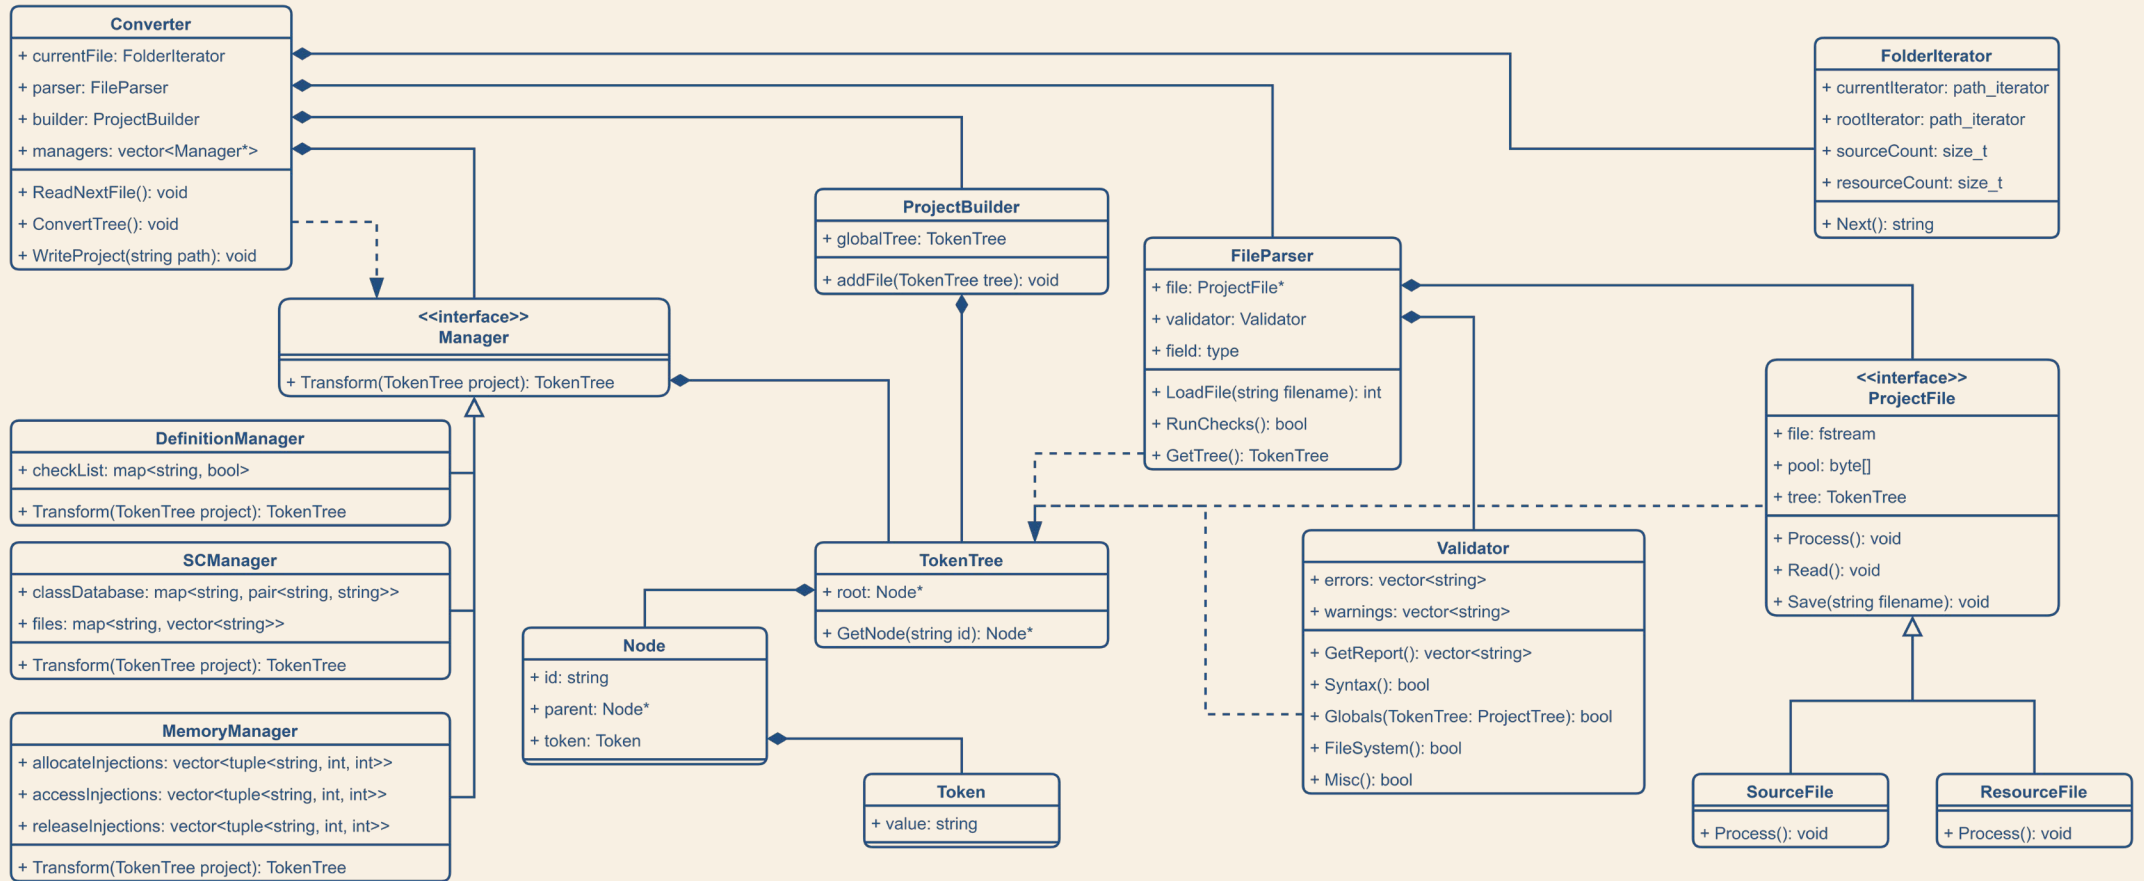 Converter
+ currentFile: FolderIterator
+ parser: FileParser
+ builder: ProjectBuilder
+ managers: vector<Manager*>
+ ReadNextFile(): void
+ ConvertTree(): void
+ WriteProject(string path): void
FolderIterator
+ currentIterator: path_iterator
+ rootIterator: path_iterator
+ sourceCount: size_t
+ resourceCount: size_t
+ Next(): string
ProjectBuilder
+ globalTree: TokenTree
+ addFile(TokenTree tree): void
FileParser
+ file: ProjectFile*
+ validator: Validator
+ field: type
+ LoadFile(string filename): int
+ RunChecks(): bool
+ GetTree(): TokenTree
<<interface>>
Manager
+ Transform(TokenTree project): TokenTree
<<interface>>
ProjectFile
+ file: fstream
+ pool: byte[]
+ tree: TokenTree
+ Process(): void
+ Read(): void
+ Save(string filename): void
DefinitionManager
+ checkList: map<string, bool>
+ Transform(TokenTree project): TokenTree
SCManager
+ classDatabase: map<string, pair<string, string>>
+ files: map<string, vector<string>>
+ Transform(TokenTree project): TokenTree
TokenTree
+ root: Node*
+ GetNode(string id): Node*
Validator
+ errors: vector<string>
+ warnings: vector<string>
+ GetReport(): vector<string>
+ Syntax(): bool
+ Globals(TokenTree: ProjectTree): bool
+ FileSystem(): bool
+ Misc(): bool
Node
+ id: string
+ parent: Node*
+ token: Token
MemoryManager
+ allocateInjections: vector<tuple<string, int, int>>
+ accessInjections: vector<tuple<string, int, int>>
+ releaseInjections: vector<tuple<string, int, int>>
+ Transform(TokenTree project): TokenTree
Token
+ value: string
SourceFile
+ Process(): void
ResourceFile
+ Process(): void